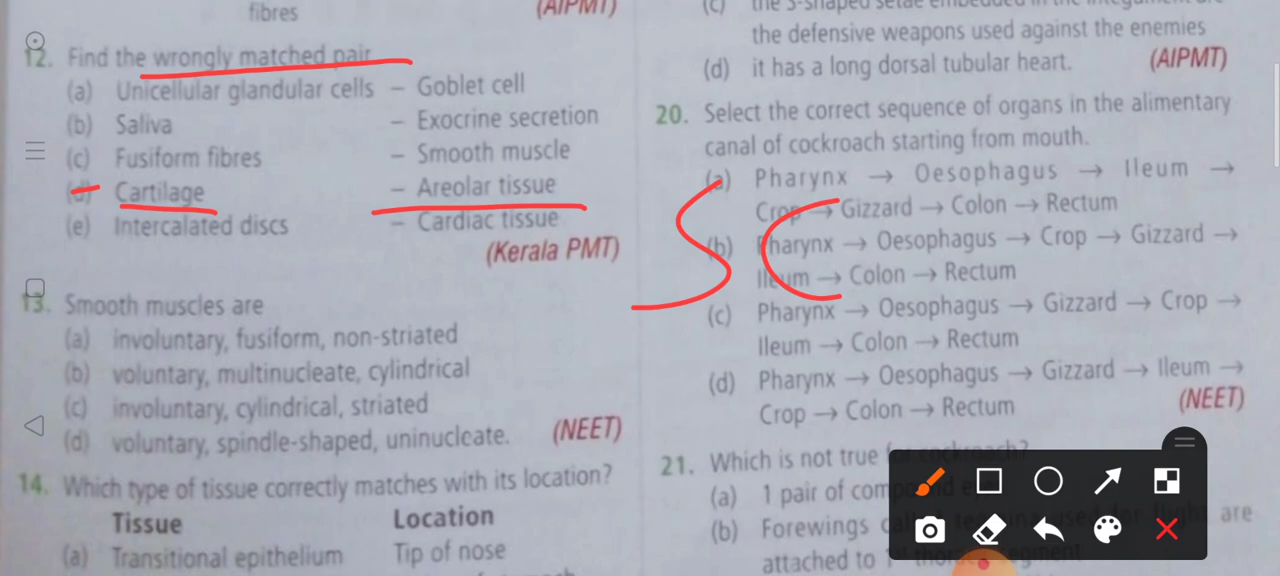 fibres
(AIPMT)
12. Find the wrongly matched pair
(a) Unicellular glandular cells – Goblet cell
(b) Saliva – Exocrine secretion
(c) Fusiform fibres – Smooth muscle
(d) Cartilage – Areolar tissue
(e) Intercalated discs – Cardiac tissue
(Kerala PMT)
13. Smooth muscles are
(a) involuntary, fusiform, non-striated
(b) voluntary, multinucleate, cylindrical
(c) involuntary, cylindrical, striated
(d) voluntary, spindle-shaped, uninucleate. (NEET)
14. Which type of tissue correctly matches with its location?
Tissue Location
(a) Transitional epithelium Tip of nose
(c) the S-shaped setae embedded in the
the defensive weapons used against the enemies
(d) it has a long dorsal tubular heart. (AIPMT)
20. Select the correct sequence of organs in the alimentary
canal of cockroach starting from mouth.
(a) Pharynx → Oesophagus → Ileum →
Crop → Gizzard → Colon → Rectum
(b) Pharynx → Oesophagus → Crop → Gizzard →
Ileum → Colon → Rectum
(c) Pharynx → Oesophagus → Gizzard → Crop →
Ileum → Colon → Rectum
(d) Pharynx → Oesophagus → Gizzard → Ileum →
Crop → Colon → Rectum (NEET)
21. Which is not true for cockroach?
(a) 1 pair of
(b) Forewings are
attached to 1st